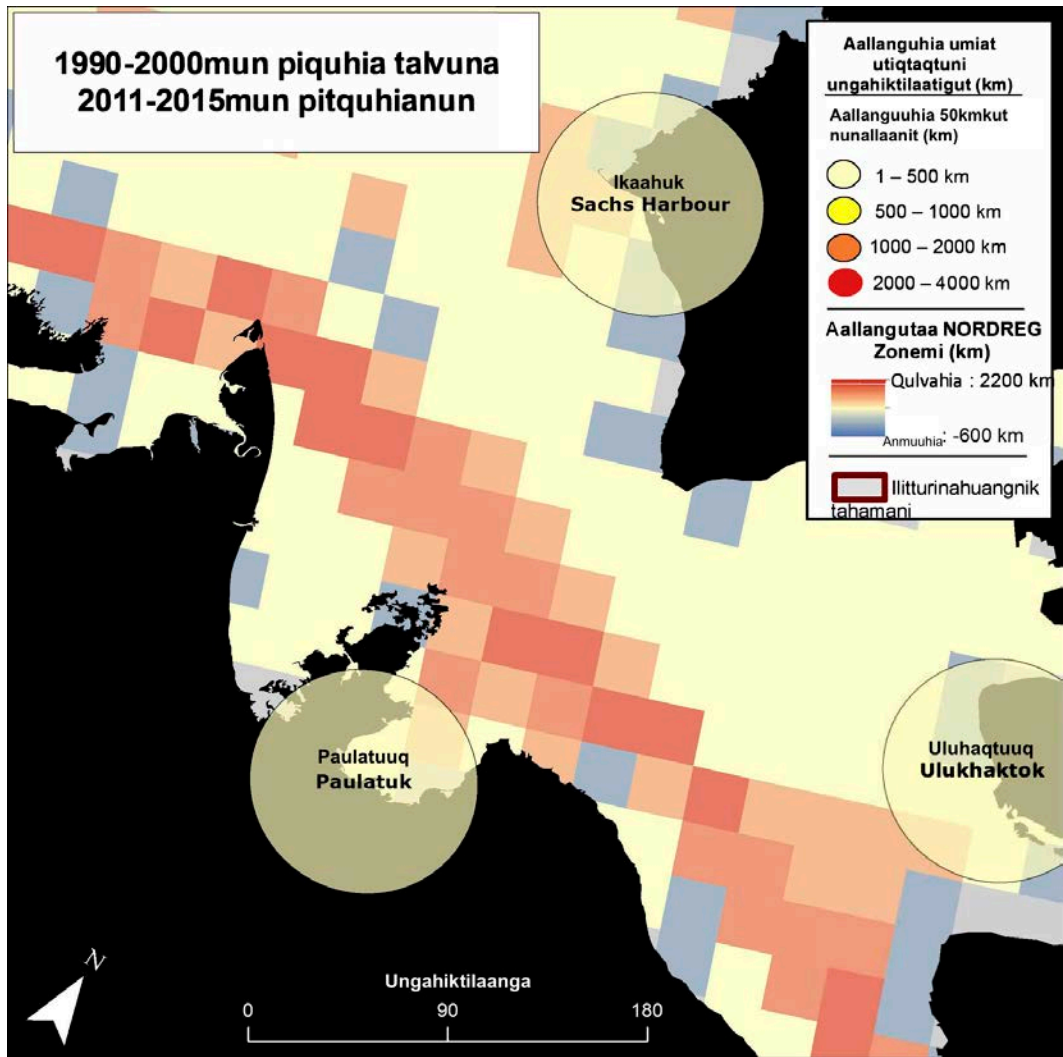 1990-2000mun piquhia talvuna
2011-2015mun pitquhianun
Aallanguhia umiat
utiqtaqtuni
ungahiktilaatigut (km)
Aallanguuhia 50kmkut
nunallaanit (km)
1 – 500 km
500 – 1000 km
1000 – 2000 km
2000 – 4000 km
Aallangutaa NORDREG
Zonemi (km)
Qulvahia : 2200 km
Anmuuhia : -600 km
Ilitturinahuangnik
tahamani
Ikaahuk
Sachs Harbour
Paulatuuq
Paulatuk
Uluhaqtuuq
Ulukhaktok
N
Ungahiktilaanga
0 90 180